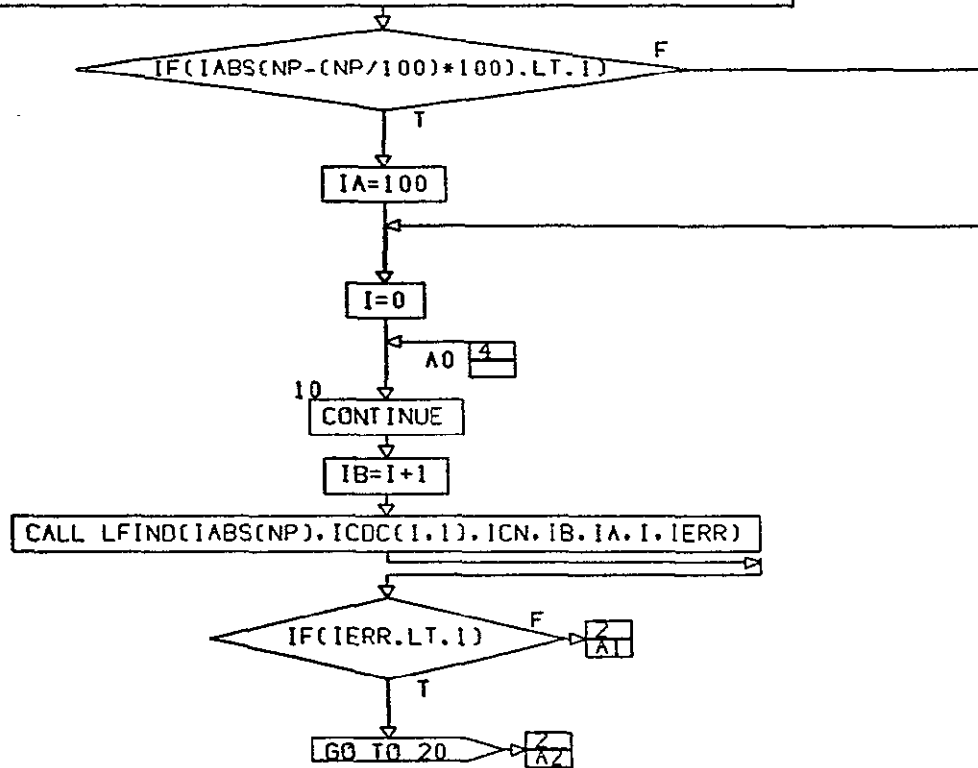 F
IF(IABS(NP-(NP/100)*100).LT.1)
T
IA=100
I=0
A0 4
10
CONTINUE
IB=I+1
CALL LFIND(IABS(NP),ICDC(I,1),ICN,IB,IA,I,IERR)
IF(IERR.LT.1)
F
2
A1
T
GO TO 20
2
A2